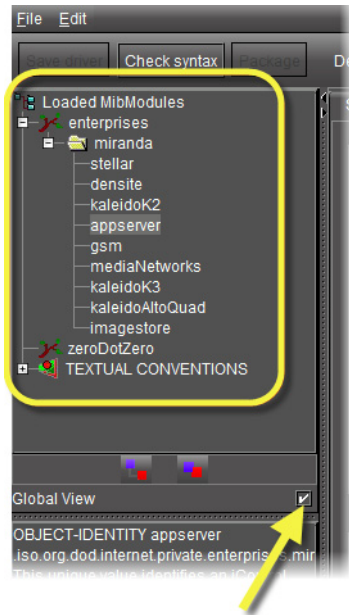 File Edit
Save driver Check syntax Package De
Loaded MibModules
enterprises
miranda
stellar
densite
kaleidoK2
appserver
gsm
mediaNetworks
kaleidoK3
kaleidoAltoQuad
imagestore
zeroDotZero
TEXTUAL CONVENTIONS
Global View
OBJECT-IDENTITY appserver
.iso.org.dod.internet.private.enterprises.mir
This unique value identifies an iControl